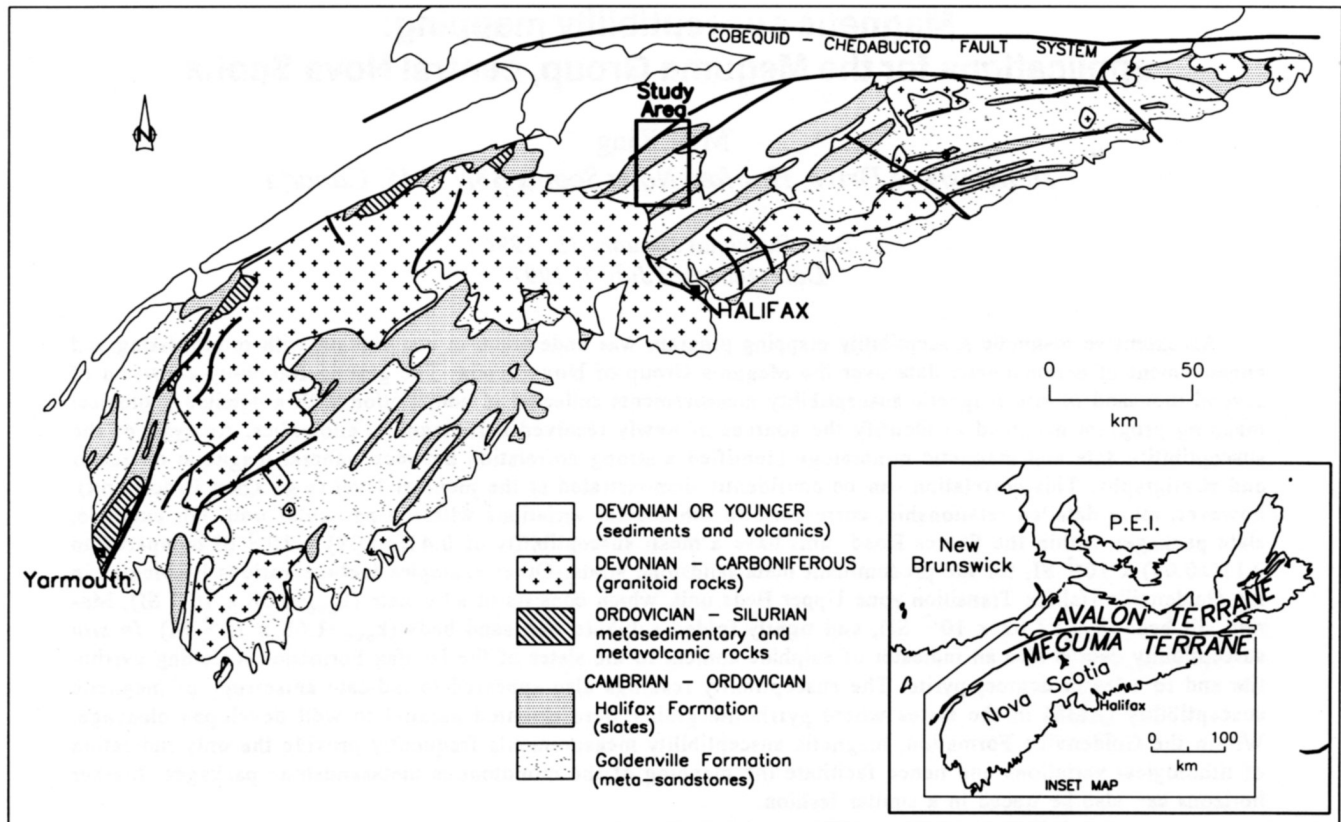 COBEQUID - CHEDABUCTO FAULT SYSTEM
Study
Area
N
HALIFAX
Yarmouth
0 50
km
DEVONIAN OR YOUNGER
(sediments and volcanics)
DEVONIAN - CARBONIFEROUS
(granitoid rocks)
ORDOVICIAN - SILURIAN
metasedimentary and
metavolcanic rocks
CAMBRIAN - ORDOVICIAN
Halifax Formation
(slates)
Goldenville Formation
(meta-sandstones)
New
Brunswick
P.E.I.
AVALON TERRANE
MEGUMA TERRANE
Nova Scotia
Halifax
0 100
km
INSET MAP